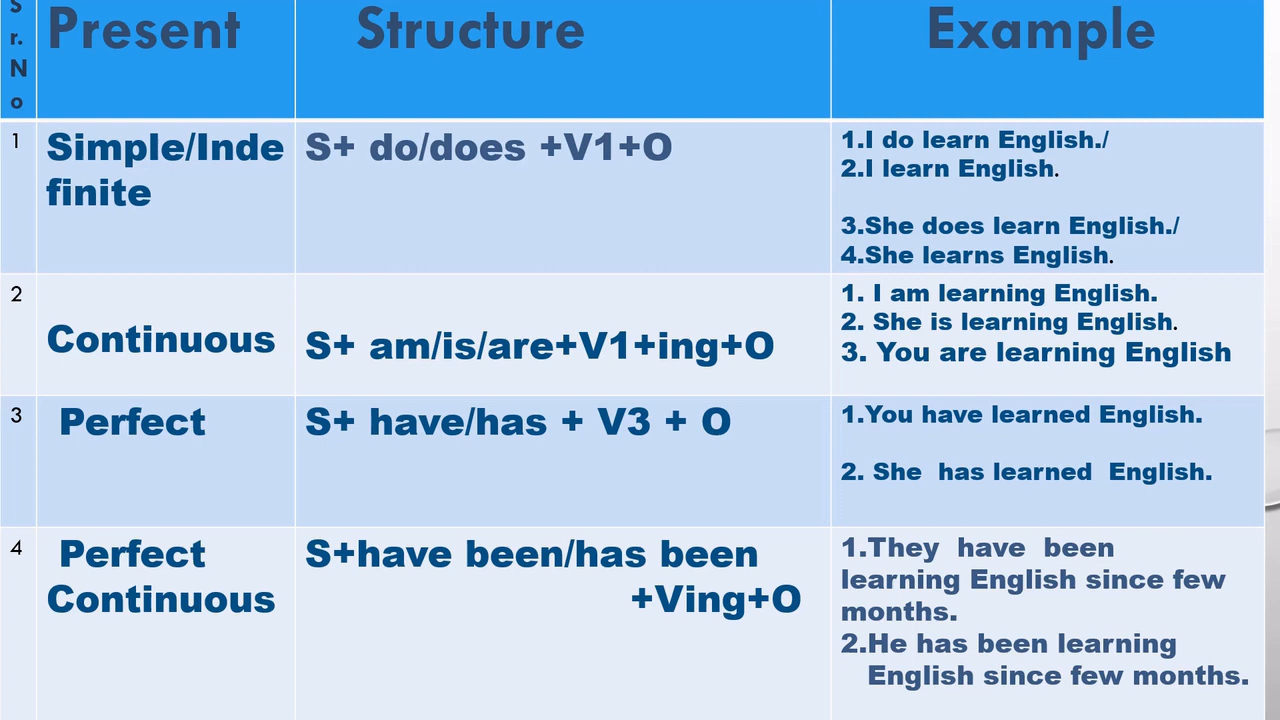 S
r.
N
o
Present
Structure
Example
1
Simple/Inde
finite
S+ do/does +V1+O
1.I do learn English./
2.I learn English.
3.She does learn English./
4.She learns English.
2
Continuous
S+ am/is/are+V1+ing+O
1. I am learning English.
2. She is learning English.
3. You are learning English
3
Perfect
S+ have/has + V3 + O
1.You have learned English.
2. She has learned English.
4
Perfect
Continuous
S+have been/has been
+Ving+O
1.They have been
learning English since few
months.
2.He has been learning
English since few months.